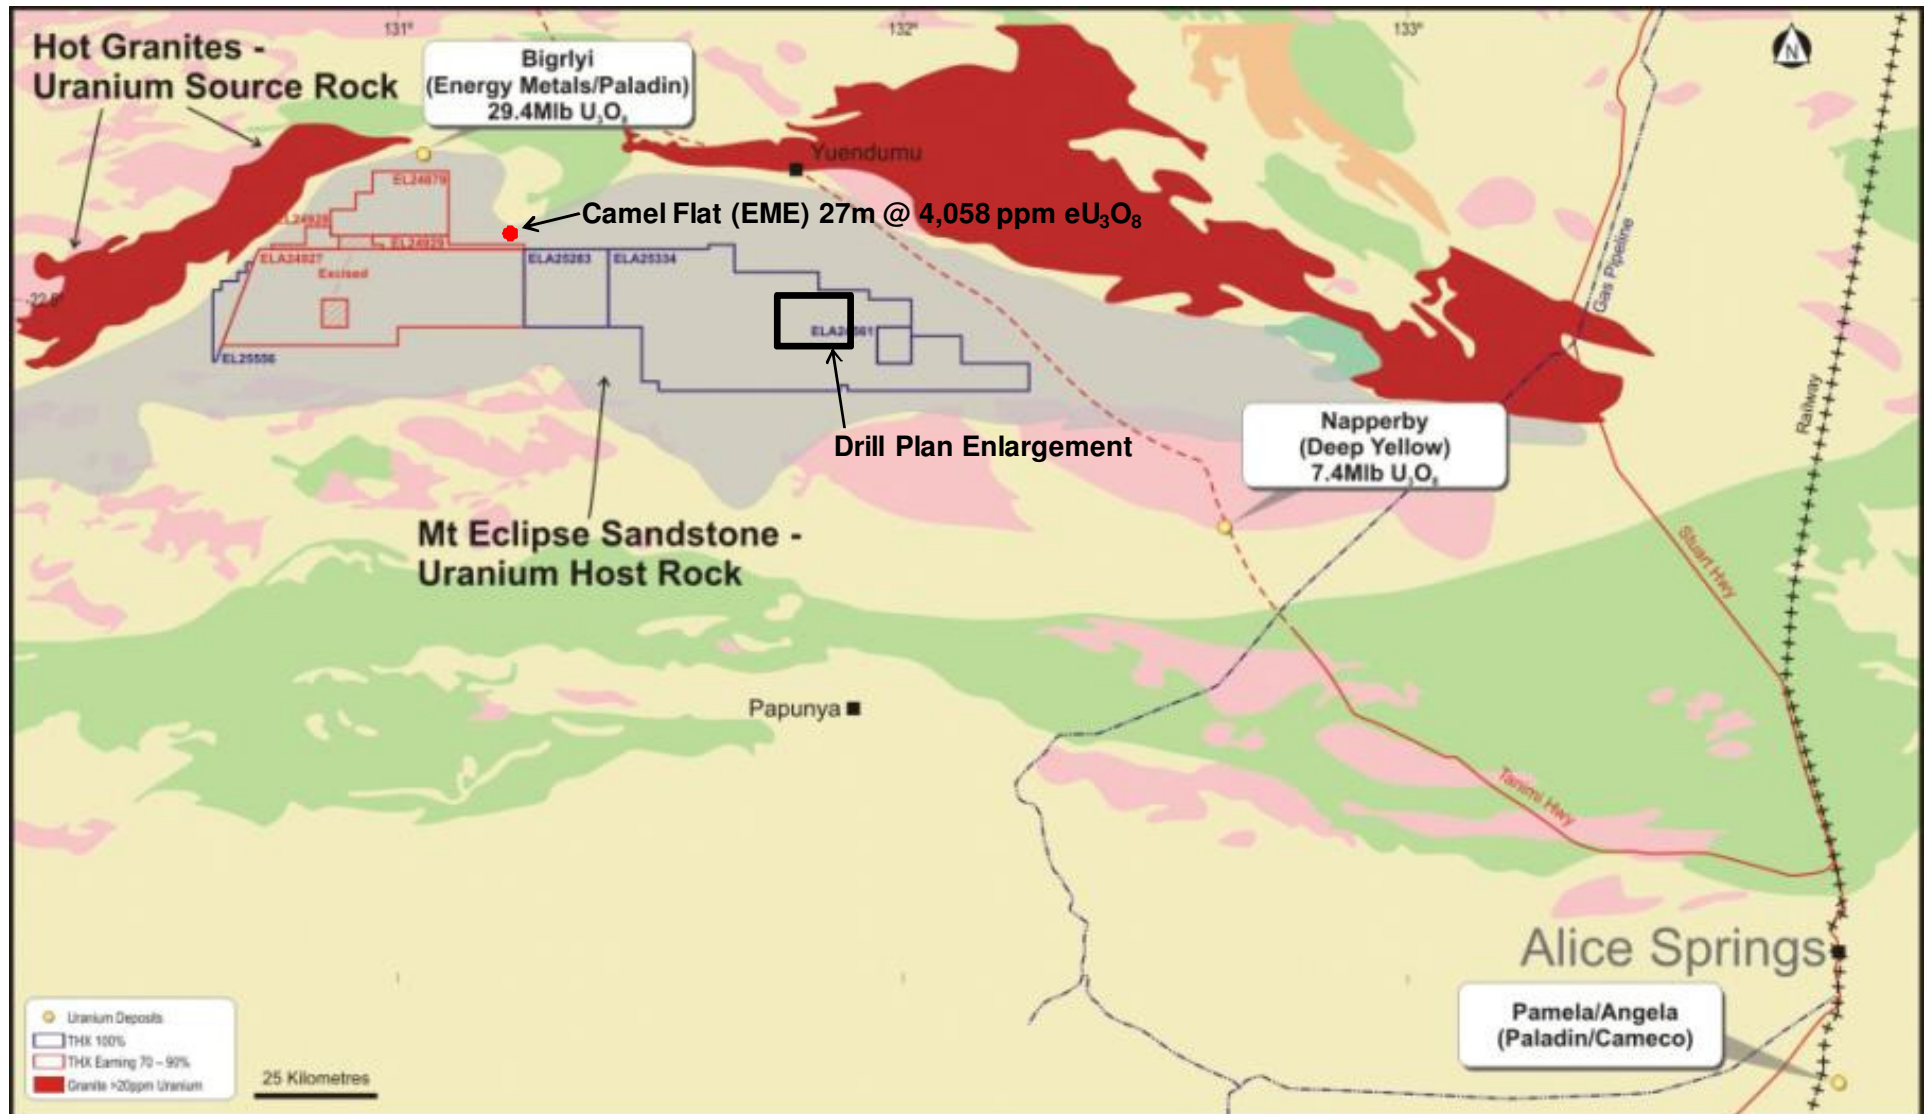 131°
132°
133°
Hot Granites -
Uranium Source Rock
Bigrlyi
(Energy Metals/Paladin)
29.4Mlb U₃O₈
N
Yuendumu
EL24879
Camel Flat (EME) 27m @ 4,058 ppm eU₃O₈
EL24929
ELA24927
Excised
ELA25283
ELA25334
Gas Pipeline
EL25556
Drill Plan Enlargement
Railway
Napperby
(Deep Yellow)
7.4Mlb U₃O₈
Mt Eclipse Sandstone -
Uranium Host Rock
Stuart Hwy
Papunya
Tanimi Hwy
Alice Springs
Pamela/Angela
(Paladin/Cameco)
Uranium Deposits
THX 100%
THX Earning 70 – 90%
Granite >20ppm Uranium
25 Kilometres